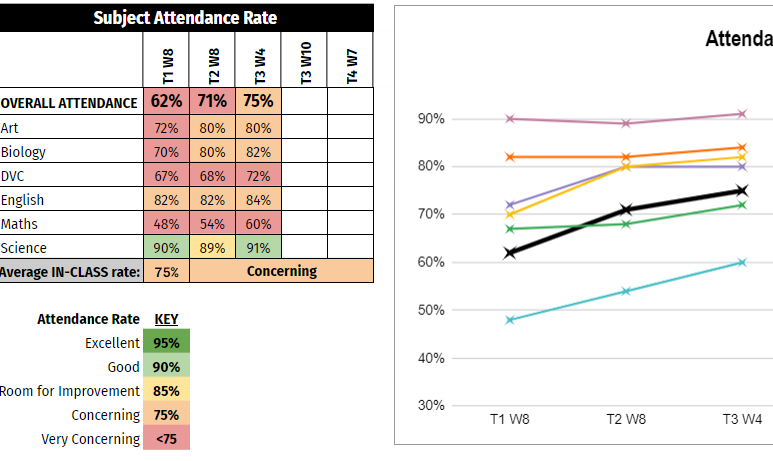 Subject Attendance Rate
T1 W8 T2 W8 T3 W4 T3 W10 T4 W7
OVERALL ATTENDANCE 62% 71% 75%
Art 72% 80% 80%
Biology 70% 80% 82%
DVC 67% 68% 72%
English 82% 82% 84%
Maths 48% 54% 60%
Science 90% 89% 91%
Average IN-CLASS rate: 75% Concerning
Attendance Rate KEY
Excellent 95%
Good 90%
Room for Improvement 85%
Concerning 75%
Very Concerning <75
Attenda
90%
80%
70%
60%
50%
40%
30%
T1 W8 T2 W8 T3 W4